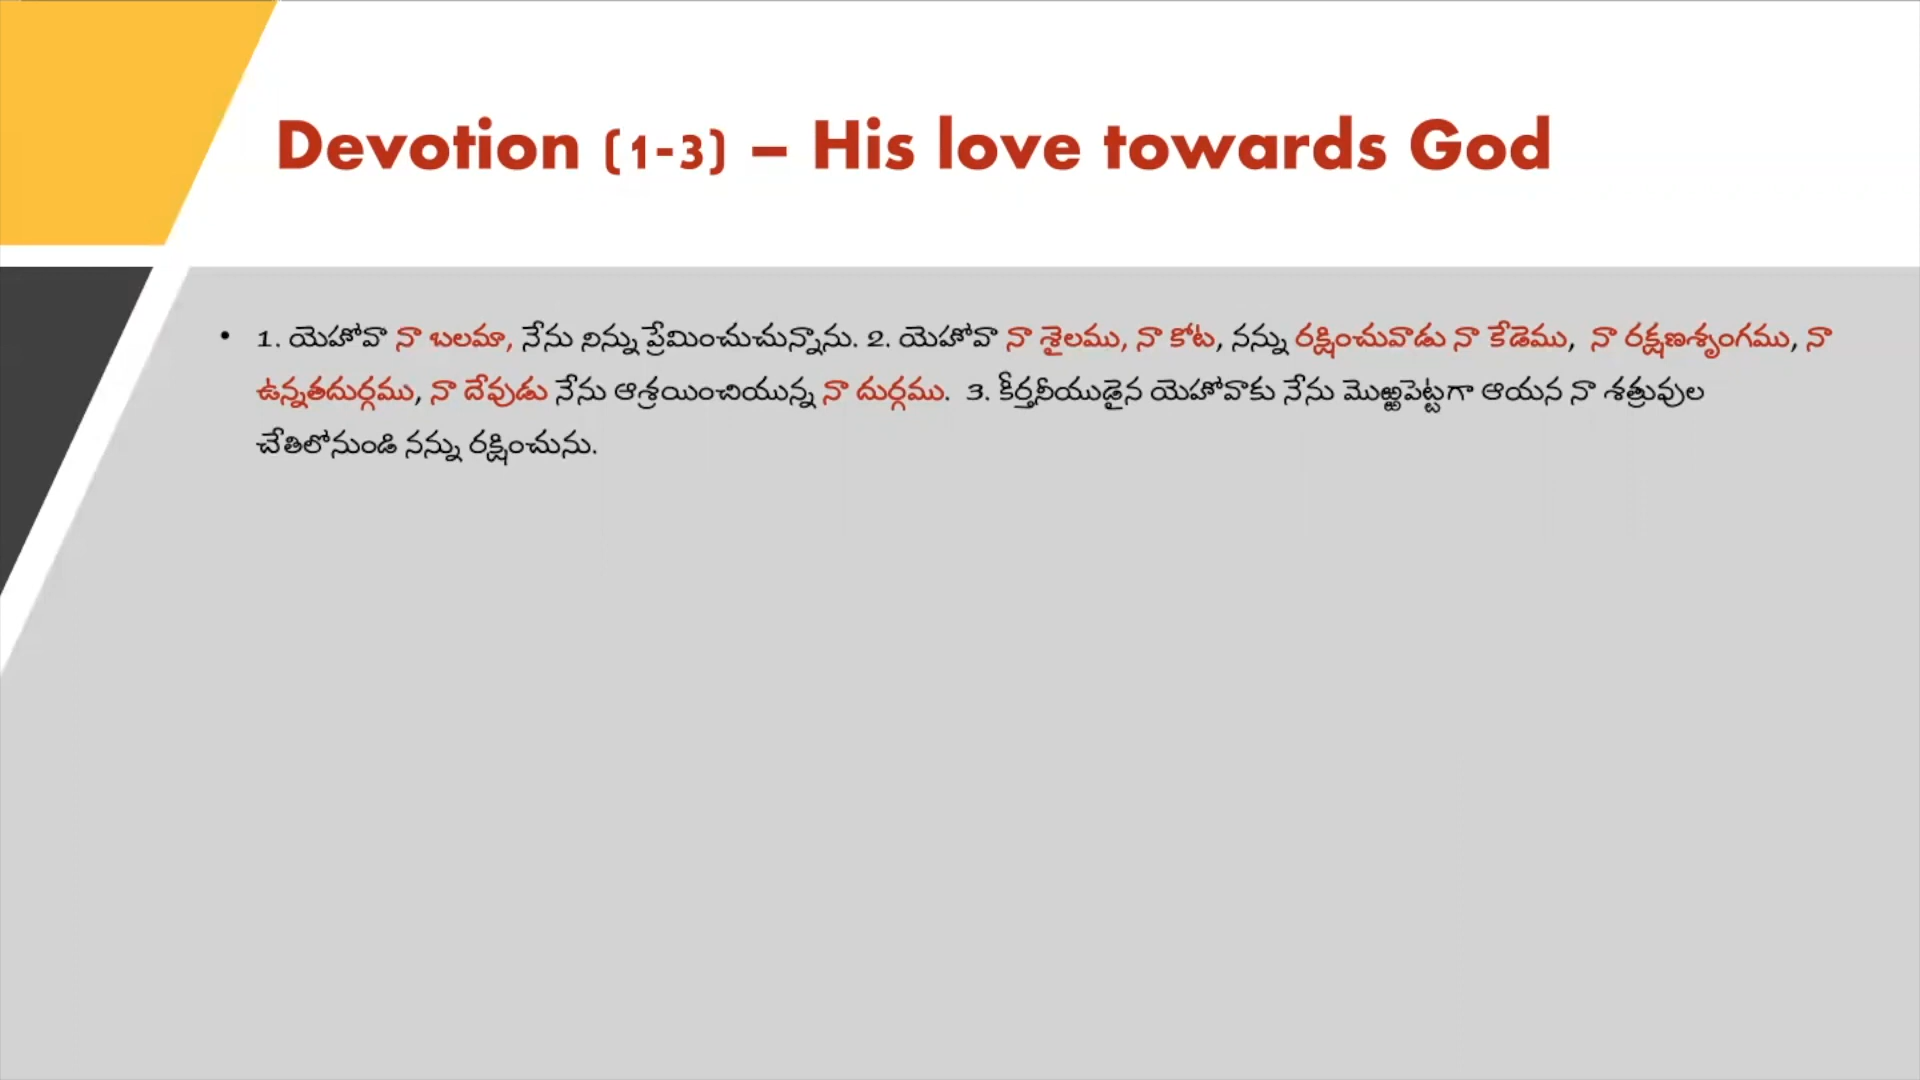 Devotion (1-3) – His love towards God
• 1. యెహోవా నా బలమా, నేను నిన్ను ప్రేమించుచున్నాను. 2. యెహోవా నా శైలము, నా కోట, నన్ను రక్షించువాడు నా కేడెము, నా రక్షణశృంగము, నా
ఉన్నతదుర్గము, నా దేవుడు నేను ఆశ్రయించియున్న నా దుర్గము. 3. కీర్తనీయుడైన యెహోవాకు నేను మొఱ్ఱపెట్టగా ఆయన నా శత్రువుల
చేతిలోనుండి నన్ను రక్షించును.